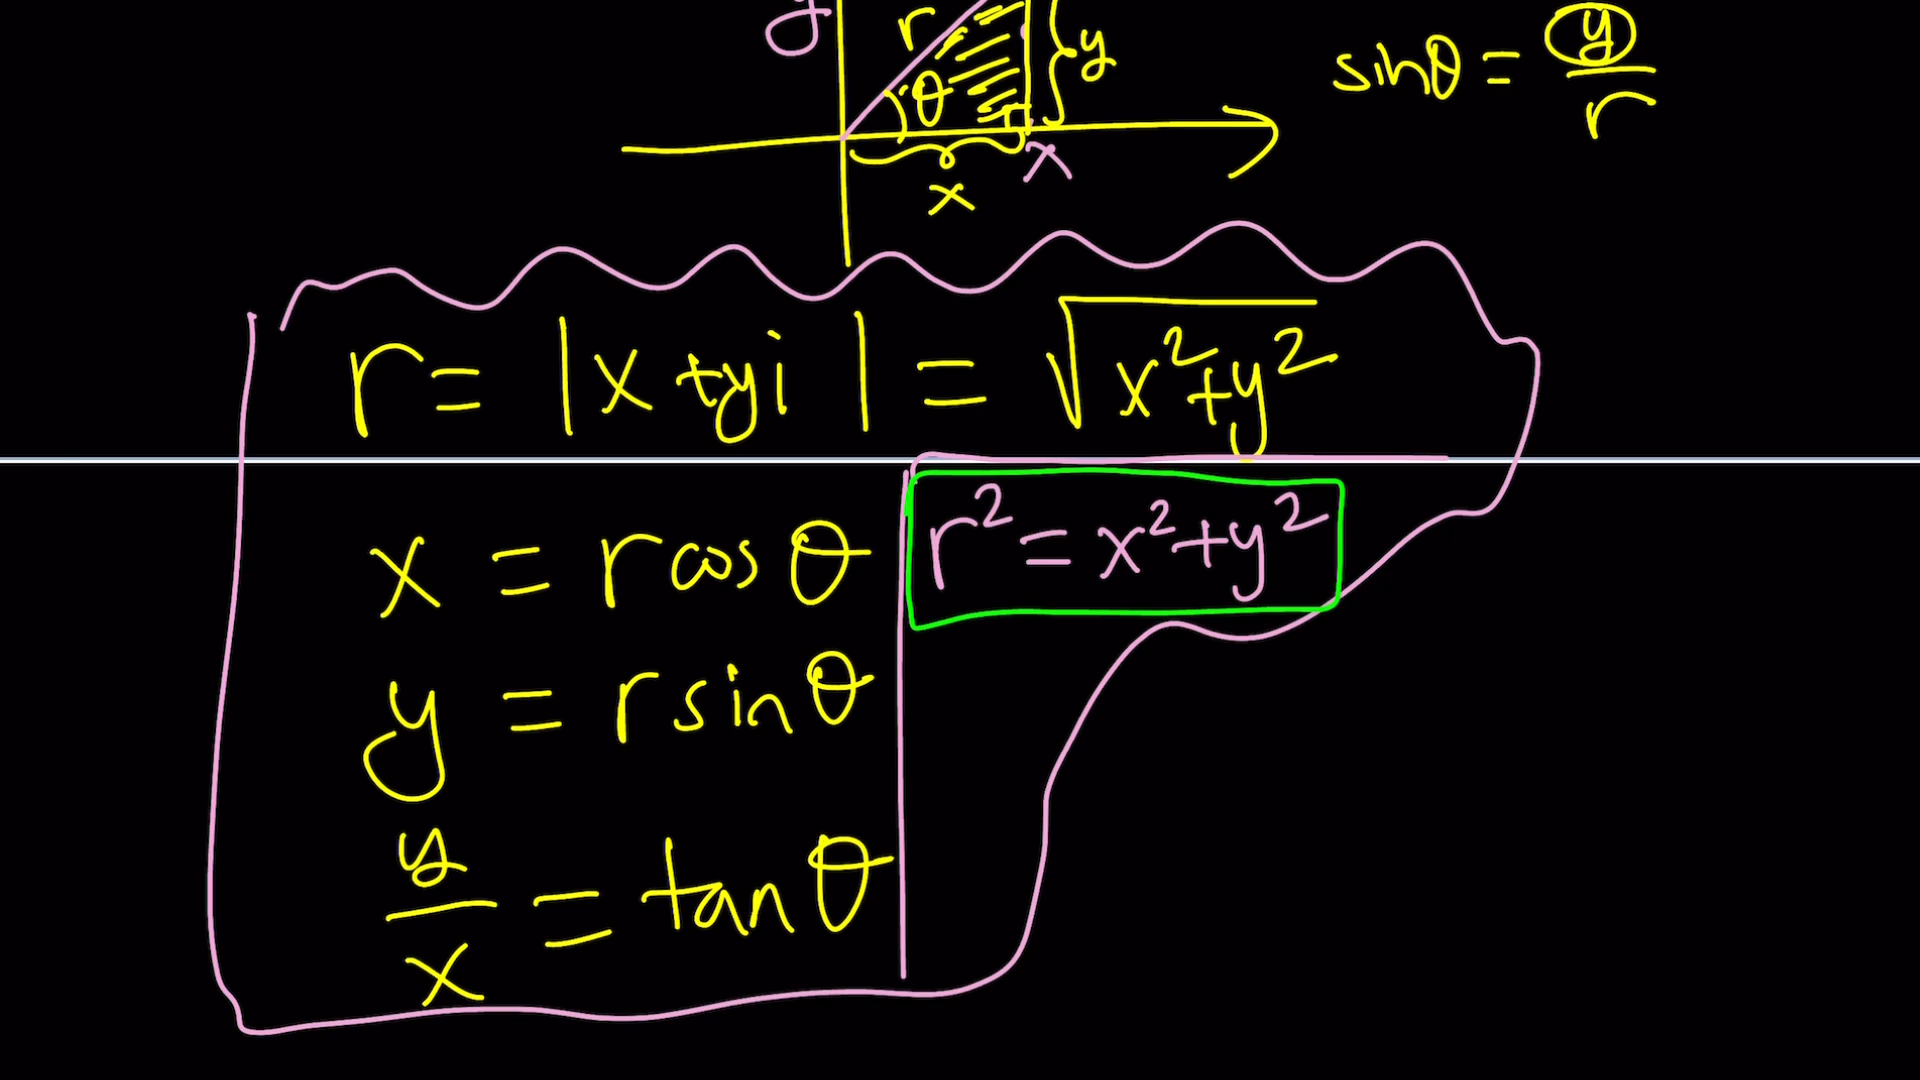 y
r
θ
y
x
x
sinθ = y/r
r = |x+yi| = √(x²+y²)
x = r cos θ
r² = x²+y²
y = r sin θ
y/x = tan θ